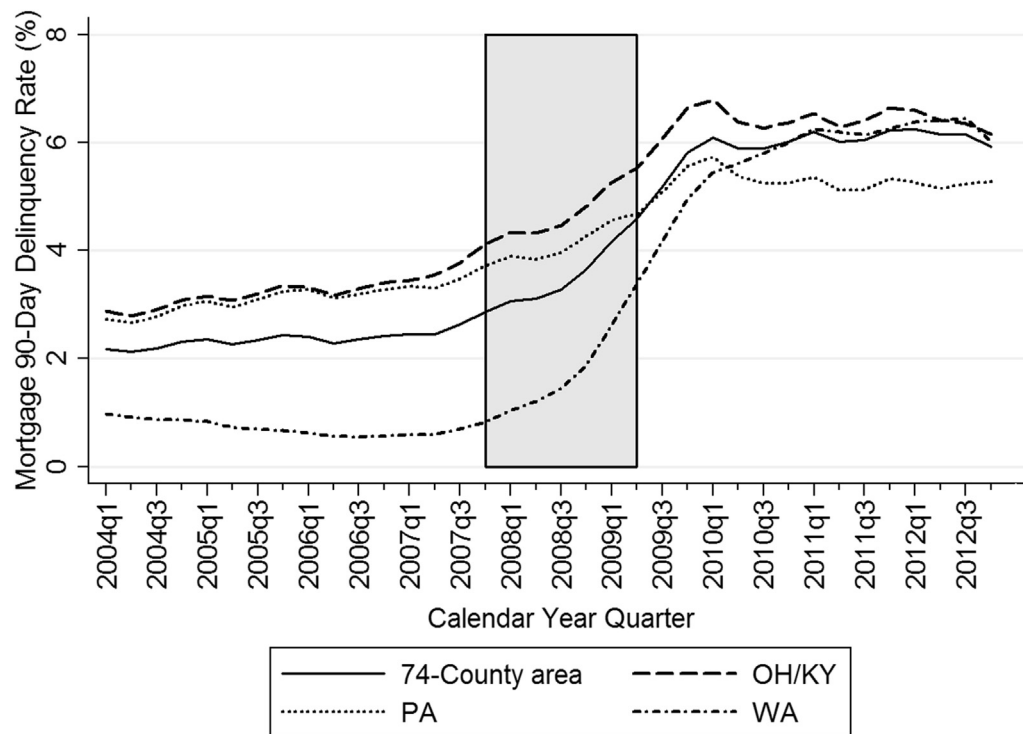 Mortgage 90-Day Delinquency Rate (%)
8
6
4
2
0
2004q1
2004q3
2005q1
2005q3
2006q1
2006q3
2007q1
2007q3
2008q1
2008q3
2009q1
2009q3
2010q1
2010q3
2011q1
2011q3
2012q1
2012q3
Calendar Year Quarter
74-County area OH/KY
PA WA